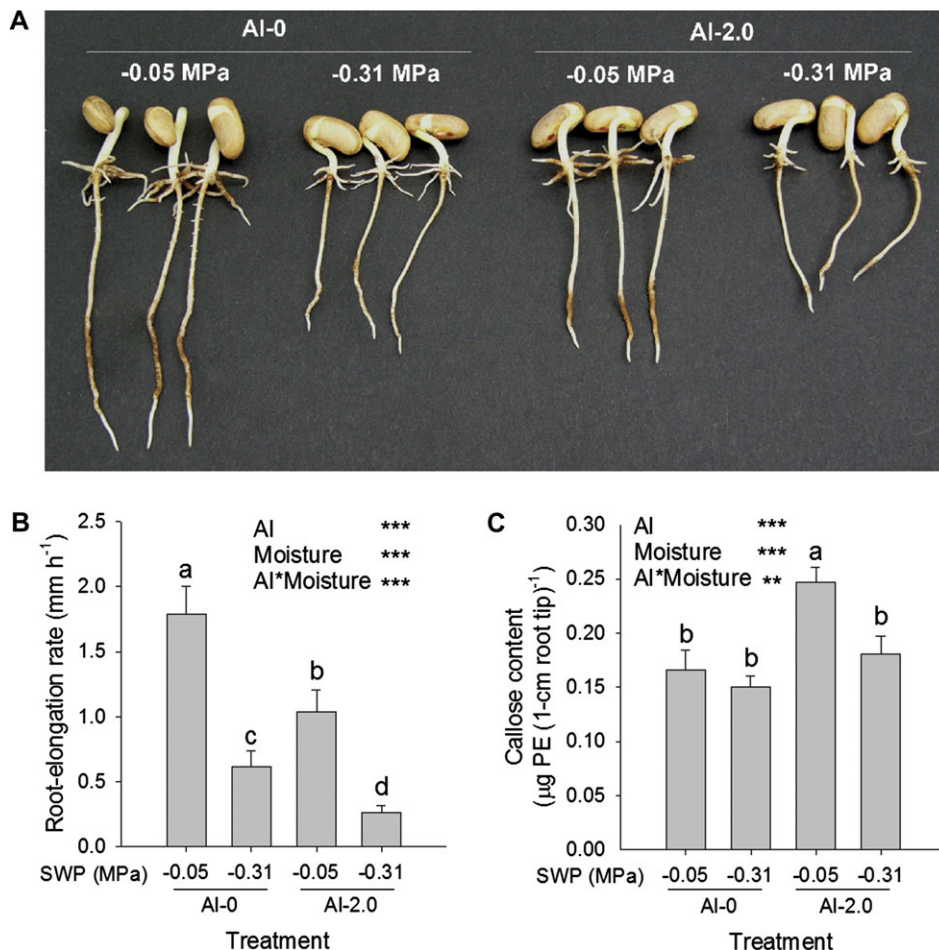 A
Al-0
Al-2.0
-0.05 MPa
-0.31 MPa
-0.05 MPa
-0.31 MPa
B
Root-elongation rate (mm h⁻¹)
2.5
2.0
1.5
1.0
0.5
0.0
Al ***
Moisture ***
Al*Moisture ***
a
c
b
d
SWP (MPa) -0.05 -0.31 -0.05 -0.31
Al-0 Al-2.0
Treatment
C
Callose content
(µg PE (1-cm root tip)⁻¹
0.30
0.25
0.20
0.15
0.10
0.05
0.00
Al ***
Moisture ***
Al*Moisture **
b
b
a
b
SWP (MPa) -0.05 -0.31 -0.05 -0.31
Al-0 Al-2.0
Treatment